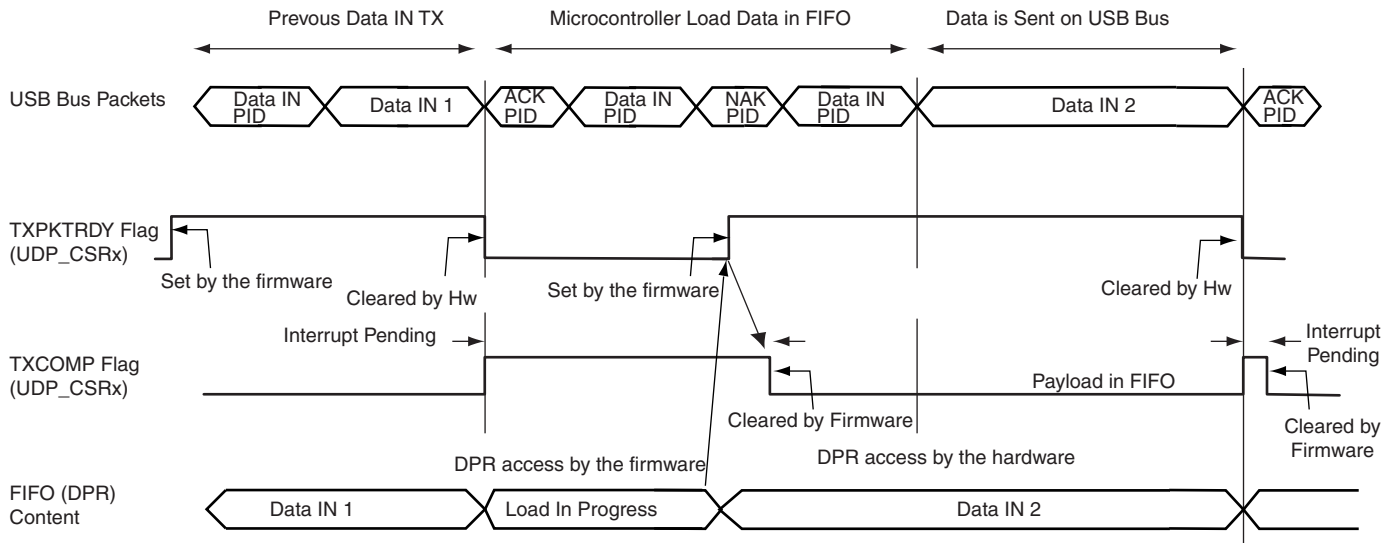 Prevous Data IN TX
Microcontroller Load Data in FIFO
Data is Sent on USB Bus
USB Bus Packets
Data IN
PID
Data IN 1
ACK
PID
Data IN
PID
NAK
PID
Data IN
PID
Data IN 2
ACK
PID
TXPKTRDY Flag
(UDP_CSRx)
Set by the firmware
Cleared by Hw
Set by the firmware
Cleared by Hw
Interrupt Pending
Interrupt
Pending
TXCOMP Flag
(UDP_CSRx)
Payload in FIFO
Cleared by Firmware
Cleared by
Firmware
DPR access by the firmware
DPR access by the hardware
FIFO (DPR)
Content
Data IN 1
Load In Progress
Data IN 2